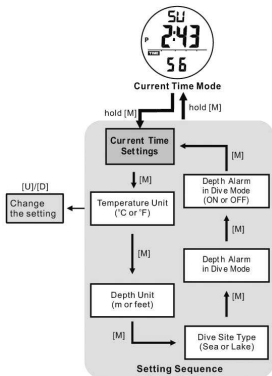 SU
P 2:43
TIME
56
Current Time Mode
hold [M]
hold [M]
Current Time
Settings
[M]
[M]
Depth Alarm
in Dive Mode
(ON or OFF)
[U]/[D]
Change
the setting
Temperature Unit
(°C or °F)
[M]
[M]
Depth Alarm
in Dive Mode
Depth Unit
(m or feet)
[M]
[M]
Dive Site Type
(Sea or Lake)
Setting Sequence